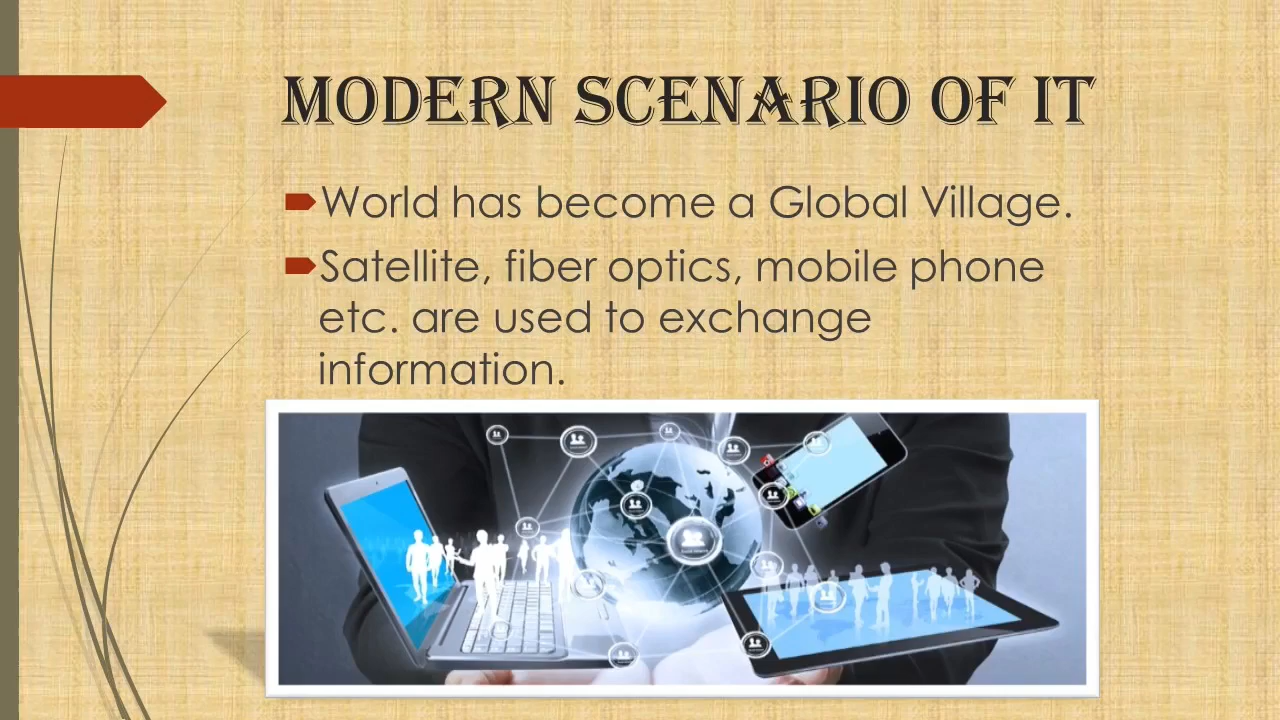 MODERN SCENARIO OF IT
World has become a Global Village.
Satellite, fiber optics, mobile phone
etc. are used to exchange
information.